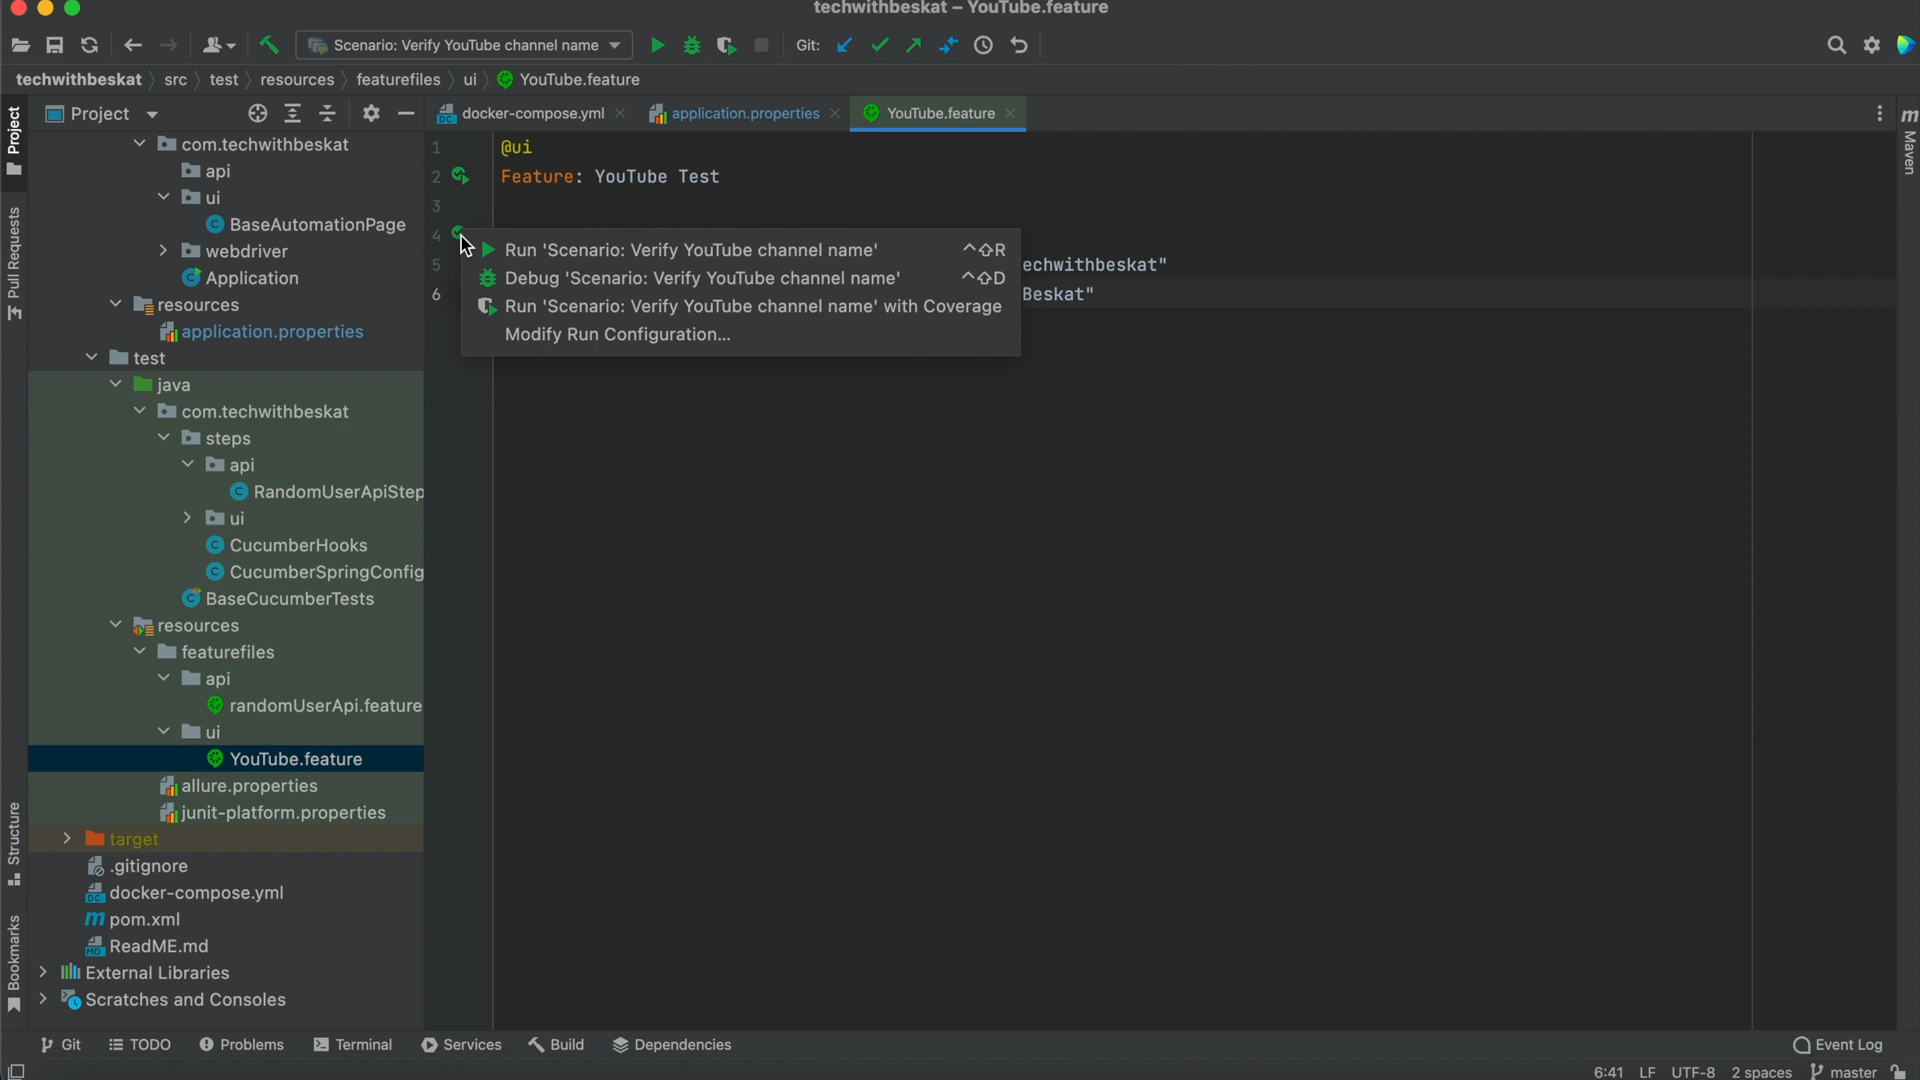 techwithbeskat – YouTube.feature
Scenario: Verify YouTube channel name
Git:
techwithbeskat src test resources featurefiles ui YouTube.feature
Project
docker-compose.yml
application.properties
YouTube.feature
Project
Pull Requests
Structure
Bookmarks
com.techwithbeskat
api
ui
BaseAutomationPage
webdriver
Application
resources
application.properties
test
java
com.techwithbeskat
steps
api
RandomUserApiStep
ui
CucumberHooks
CucumberSpringConfig
BaseCucumberTests
resources
featurefiles
api
randomUserApi.feature
ui
YouTube.feature
allure.properties
junit-platform.properties
target
.gitignore
docker-compose.yml
pom.xml
ReadME.md
External Libraries
Scratches and Consoles
1 @ui
2 Feature: YouTube Test
3
4
5 echwithbeskat"
6 Beskat"
Run 'Scenario: Verify YouTube channel name' ^⇧R
Debug 'Scenario: Verify YouTube channel name' ^⇧D
Run 'Scenario: Verify YouTube channel name' with Coverage
Modify Run Configuration...
m
Maven
Git TODO Problems Terminal Services Build Dependencies Event Log
6:41 LF UTF-8 2 spaces master